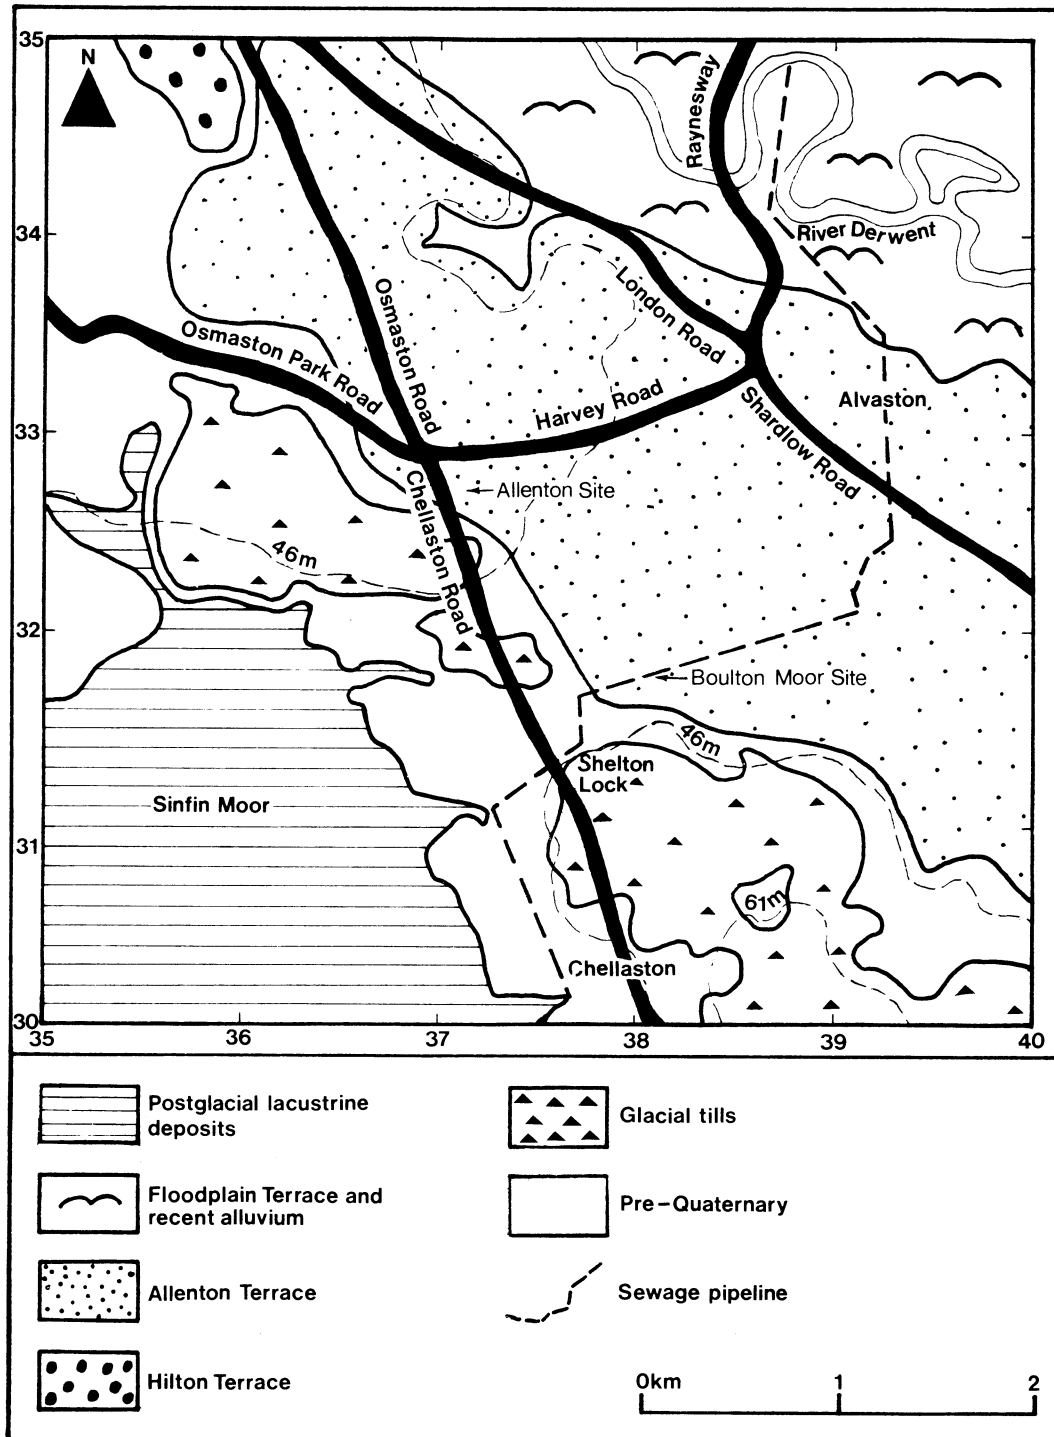 35
N
Raynesway
34
River Derwent
London Road
Osmaston Road
Osmaston Park Road
Alvaston
Harvey Road
Shardlow Road
33
Allenton Site
Chellaston Road
46m
32
Boulton Moor Site
46m
Shelton
Lock
Sinfin Moor
31
61m
Chellaston
30
35
36
37
38
39
40
Postglacial lacustrine
deposits
Glacial tills
Floodplain Terrace and
recent alluvium
Pre-Quaternary
Allenton Terrace
Sewage pipeline
Hilton Terrace
0km 1 2